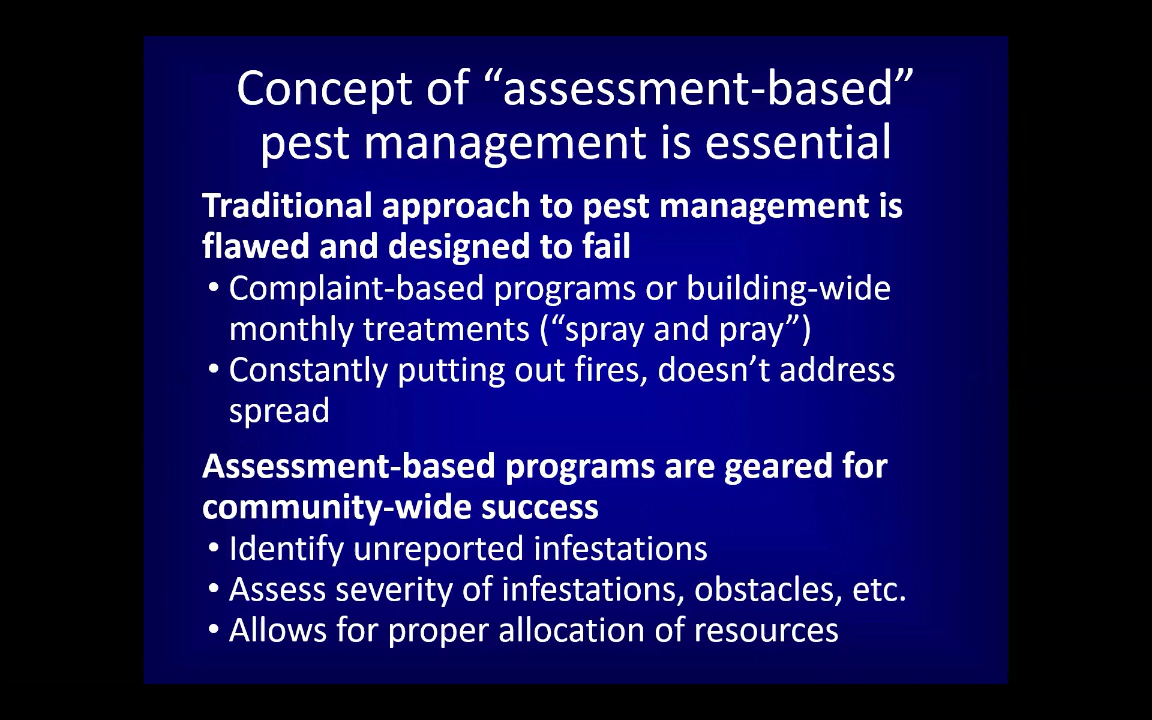 Concept of “assessment-based”
pest management is essential
Traditional approach to pest management is
flawed and designed to fail
• Complaint-based programs or building-wide
monthly treatments (“spray and pray”)
• Constantly putting out fires, doesn’t address
spread
Assessment-based programs are geared for
community-wide success
• Identify unreported infestations
• Assess severity of infestations, obstacles, etc.
• Allows for proper allocation of resources